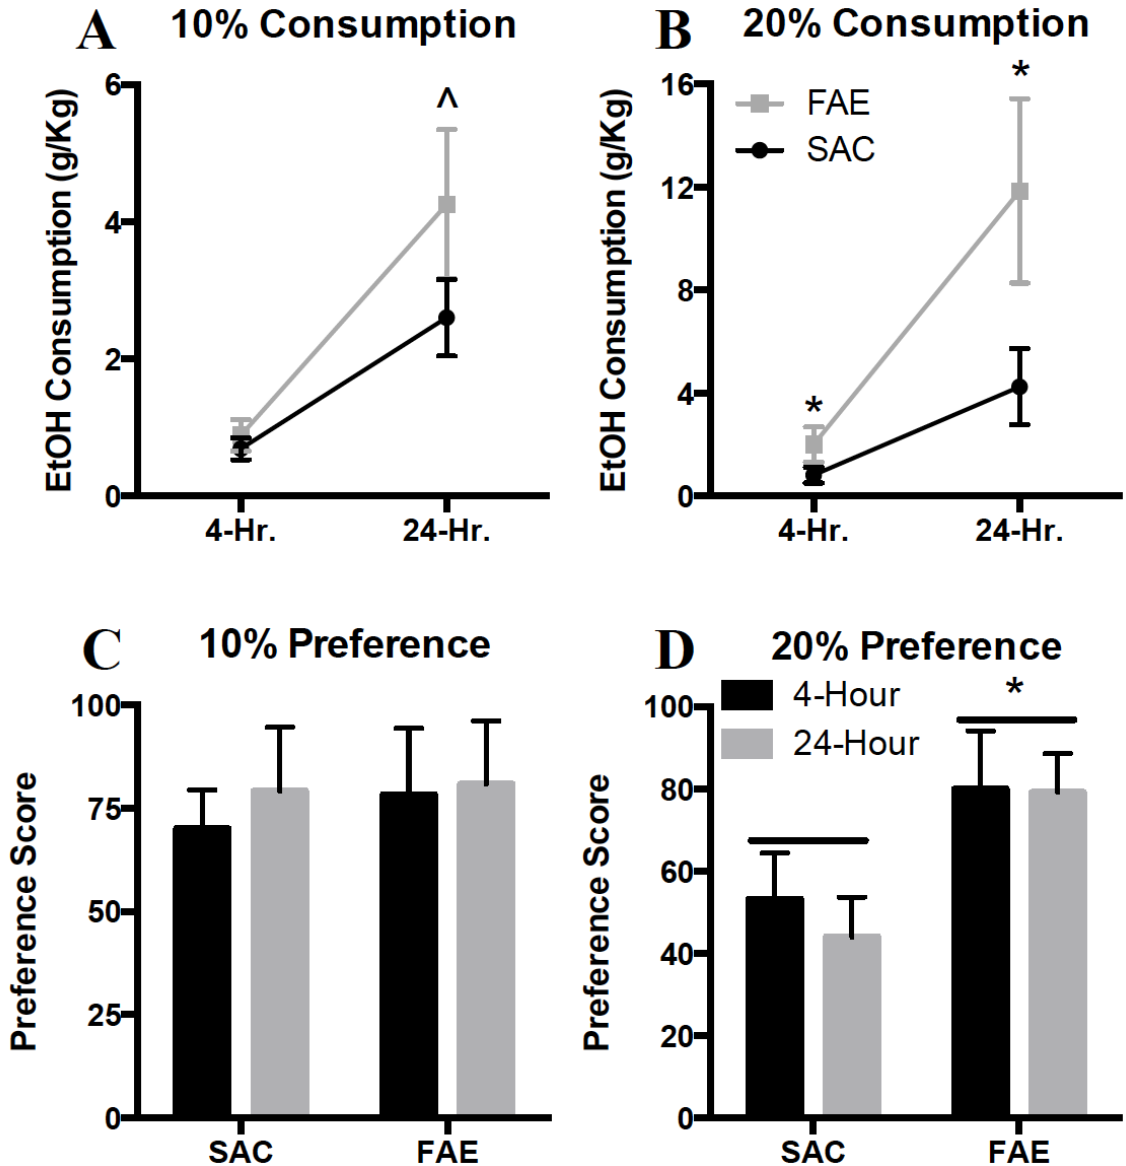 A 10% Consumption
EtOH Consumption (g/Kg)
6
4
2
0
^
4-Hr. 24-Hr.
B 20% Consumption
EtOH Consumption (g/Kg)
16
12
8
4
0
FAE
SAC
*
*
4-Hr. 24-Hr.
C 10% Preference
Preference Score
100
75
50
25
0
SAC FAE
D 20% Preference
Preference Score
100
80
60
40
20
0
4-Hour
24-Hour
*
SAC FAE